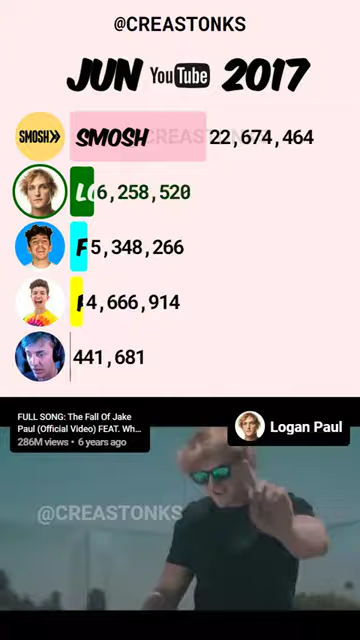 @CREASTONKS
JUN YouTube 2017
SMOSH
SMOSH
22,674,464
LO
6,258,520
F
5,348,266
4,666,914
441,681
FULL SONG: The Fall Of Jake
Paul (Official Video) FEAT. Wh...
286M views • 6 years ago
Logan Paul
@CREASTONKS